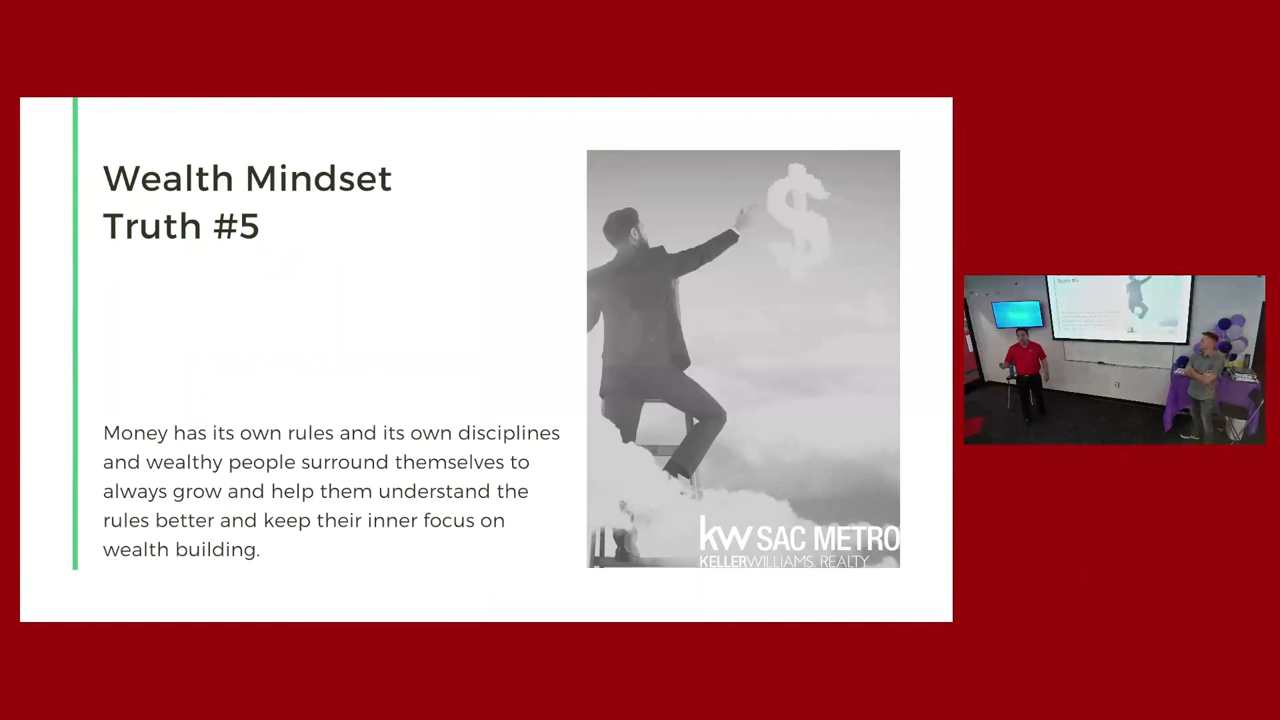 Wealth Mindset
Truth #5
Money has its own rules and its own disciplines
and wealthy people surround themselves to
always grow and help them understand the
rules better and keep their inner focus on
wealth building.
kw SAC METRO
KELLERWILLIAMS. REALTY